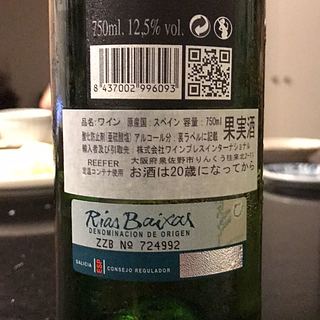 750ml. 12,5% vol.
8 437002 996093
品名:ワイン 原産国:スペイン 容量:750ml
酸化防止剤(亜硫酸塩) アルコール分:裏ラベルに記載
輸入者及び引取先 株式会社ワインプレスインターナショナル
果実酒
REEFER 大阪府泉佐野市りんくう往来北2-11
定温コンテナ使用 お酒は20歳になってから
Rías Baixas
DENOMINACION DE ORIGEN
ZZB Nº 724992
GALICIA ESP CONSEJO REGULADOR